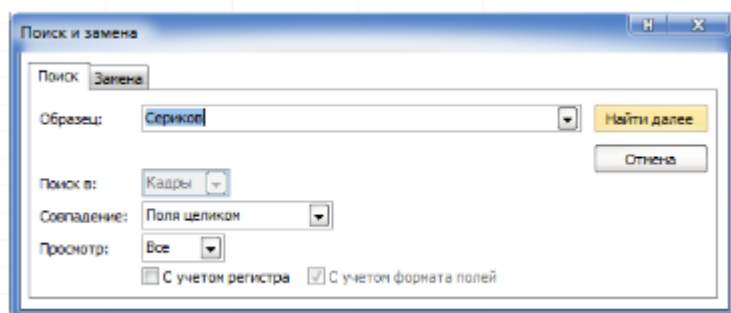 Поиск и замена
Поиск Замена
Образец: Сериков Найти далее
Отмена
Поиск в: Кадры
Совпадение: Поля целиком
Просмотр: Все
С учетом регистра С учетом формата полей